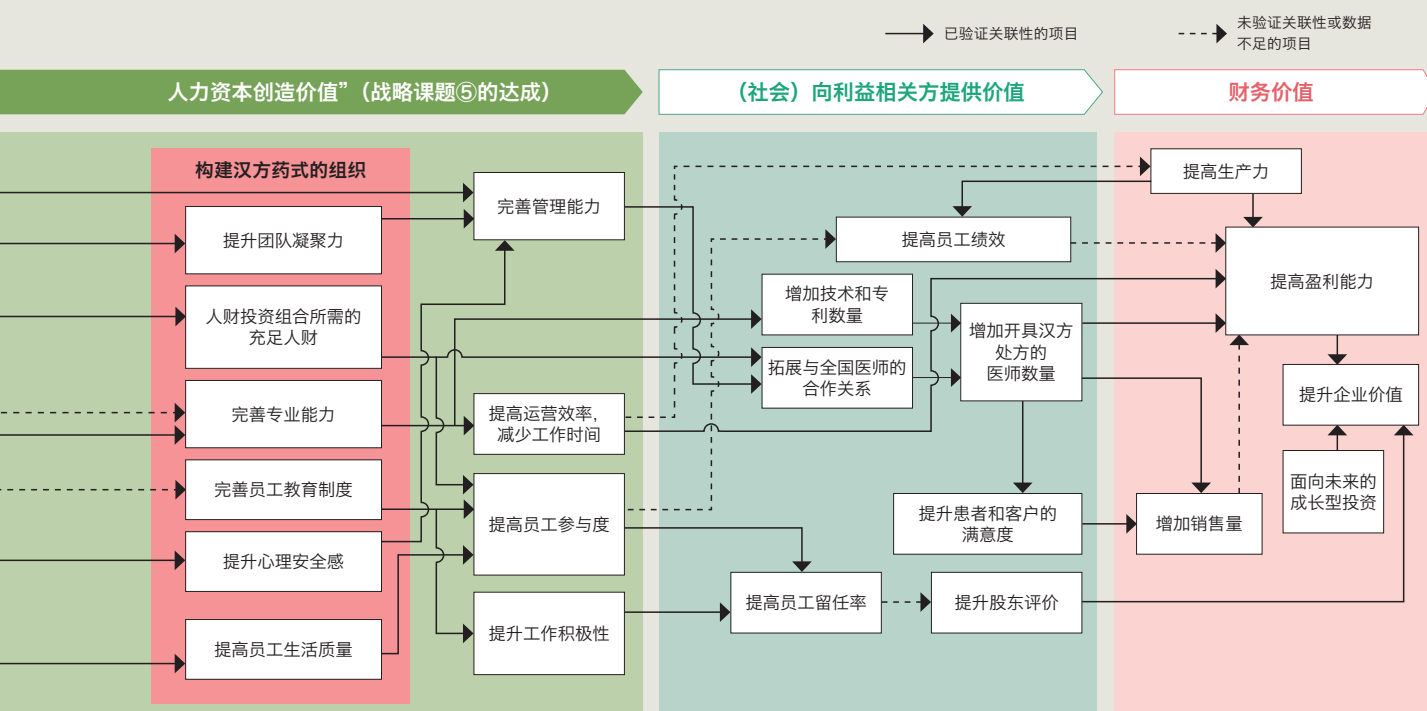 已验证关联性的项目
未验证关联性或数据
不足的项目
人力资本创造价值”（战略课题⑤的达成）
（社会）向利益相关方提供价值
财务价值
构建汉方药式的组织
提升团队凝聚力
人财投资组合所需的
充足人财
完善专业能力
完善员工教育制度
提升心理安全感
提高员工生活质量
完善管理能力
提高运营效率，
减少工作时间
提高员工参与度
提升工作积极性
提高员工绩效
增加技术和专
利数量
拓展与全国医师的
合作关系
增加开具汉方
处方的
医师数量
提升患者和客户的
满意度
提高员工留任率
提升股东评价
提高生产力
提高盈利能力
提升企业价值
面向未来的
成长型投资
增加销售量